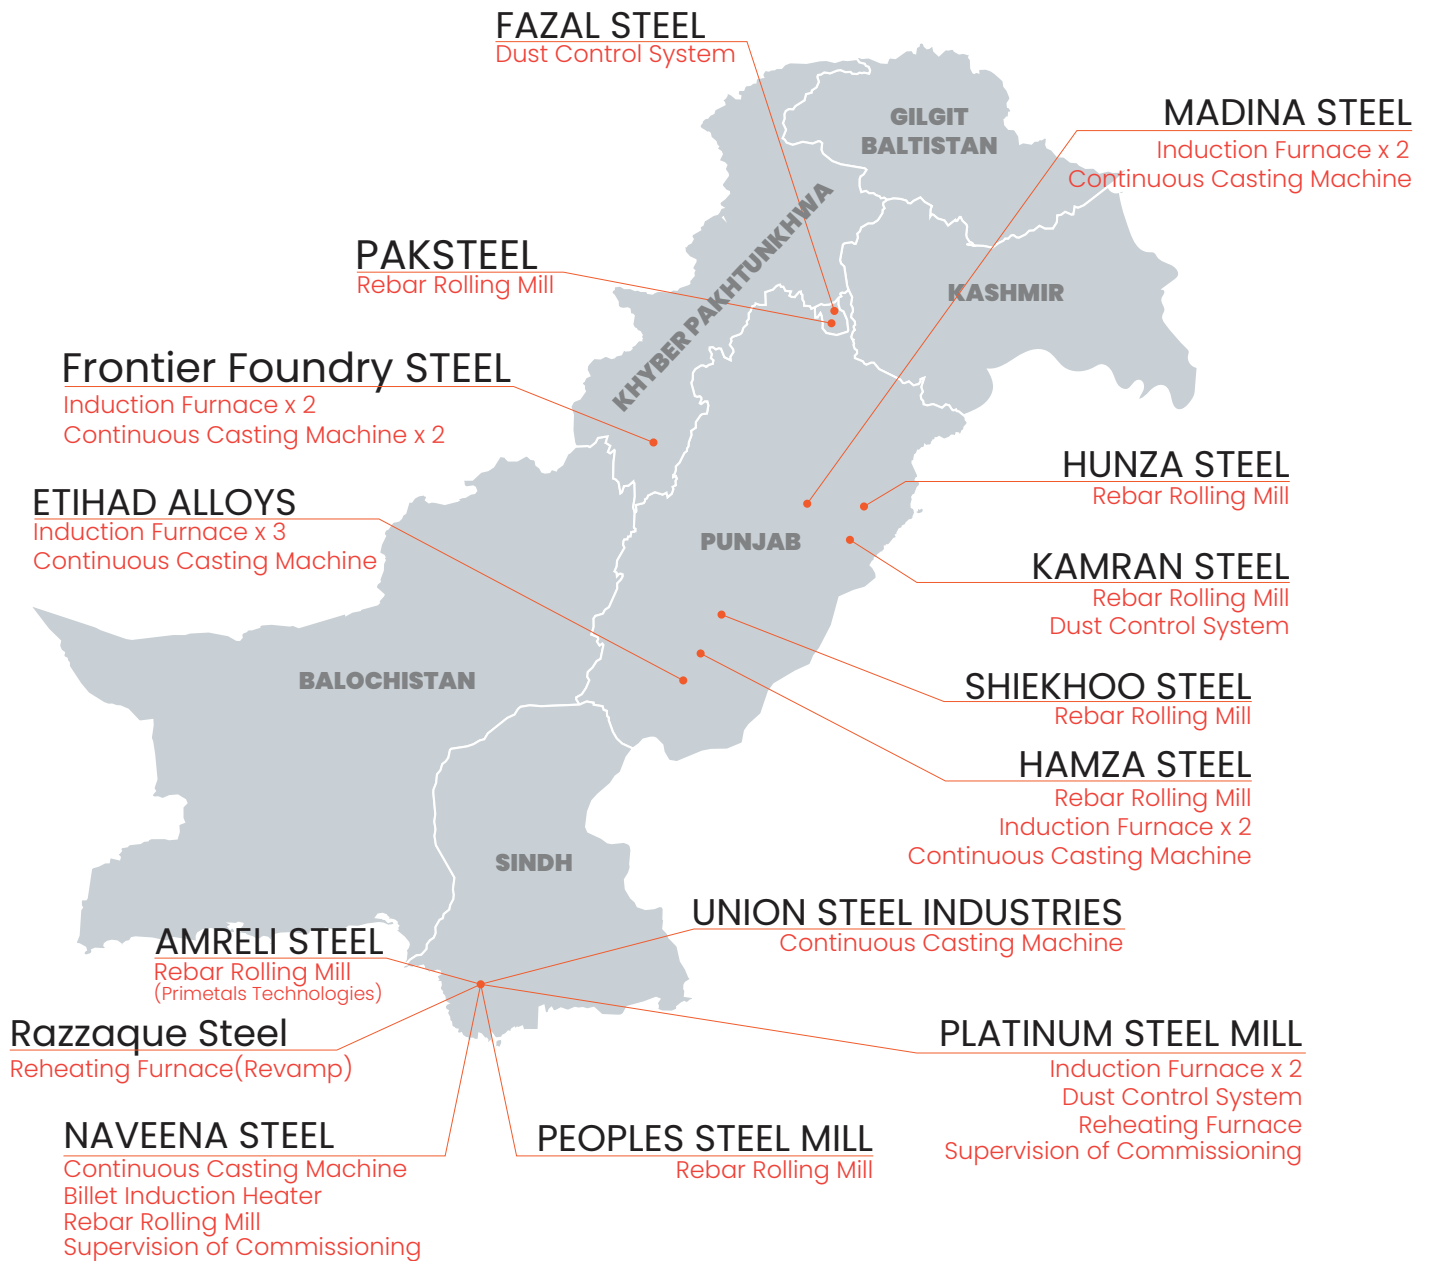 FAZAL STEEL
Dust Control System
GILGIT
BALTISTAN
MADINA STEEL
Induction Furnace x 2
Continuous Casting Machine
KHYBER PAKHTUNKHWA
PAKSTEEL
Rebar Rolling Mill
KASHMIR
Frontier Foundry STEEL
Induction Furnace x 2
Continuous Casting Machine x 2
HUNZA STEEL
Rebar Rolling Mill
ETIHAD ALLOYS
Induction Furnace x 3
Continuous Casting Machine
PUNJAB
KAMRAN STEEL
Rebar Rolling Mill
Dust Control System
BALOCHISTAN
SHIEKHOO STEEL
Rebar Rolling Mill
HAMZA STEEL
Rebar Rolling Mill
Induction Furnace x 2
Continuous Casting Machine
SINDH
UNION STEEL INDUSTRIES
Continuous Casting Machine
AMRELI STEEL
Rebar Rolling Mill
(Primetals Technologies)
Razzaque Steel
Reheating Furnace(Revamp)
PLATINUM STEEL MILL
Induction Furnace x 2
Dust Control System
Reheating Furnace
Supervision of Commissioning
NAVEENA STEEL
Continuous Casting Machine
Billet Induction Heater
Rebar Rolling Mill
Supervision of Commissioning
PEOPLES STEEL MILL
Rebar Rolling Mill